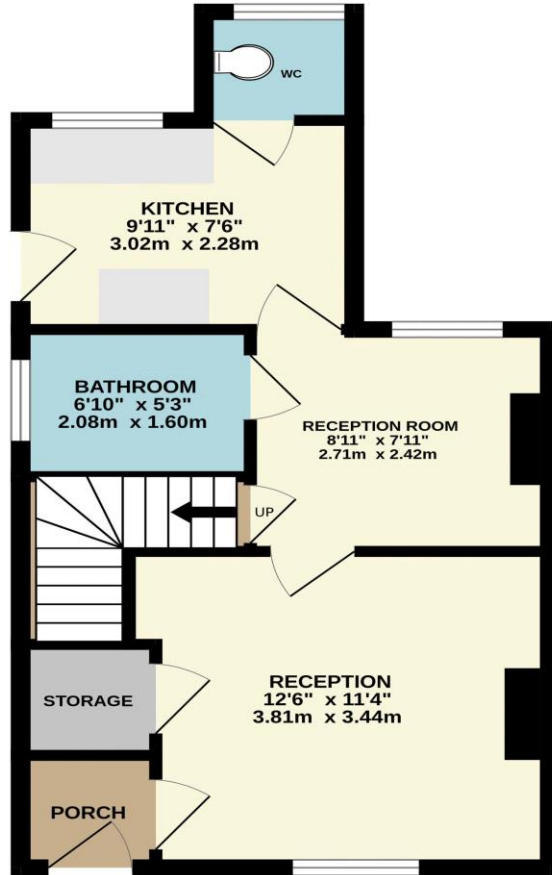 WC
KITCHEN
9'11" x 7'6"
3.02m x 2.28m
BATHROOM
6'10" x 5'3"
2.08m x 1.60m
RECEPTION ROOM
8'11" x 7'11"
2.71m x 2.42m
UP
RECEPTION
12'6" x 11'4"
3.81m x 3.44m
STORAGE
PORCH